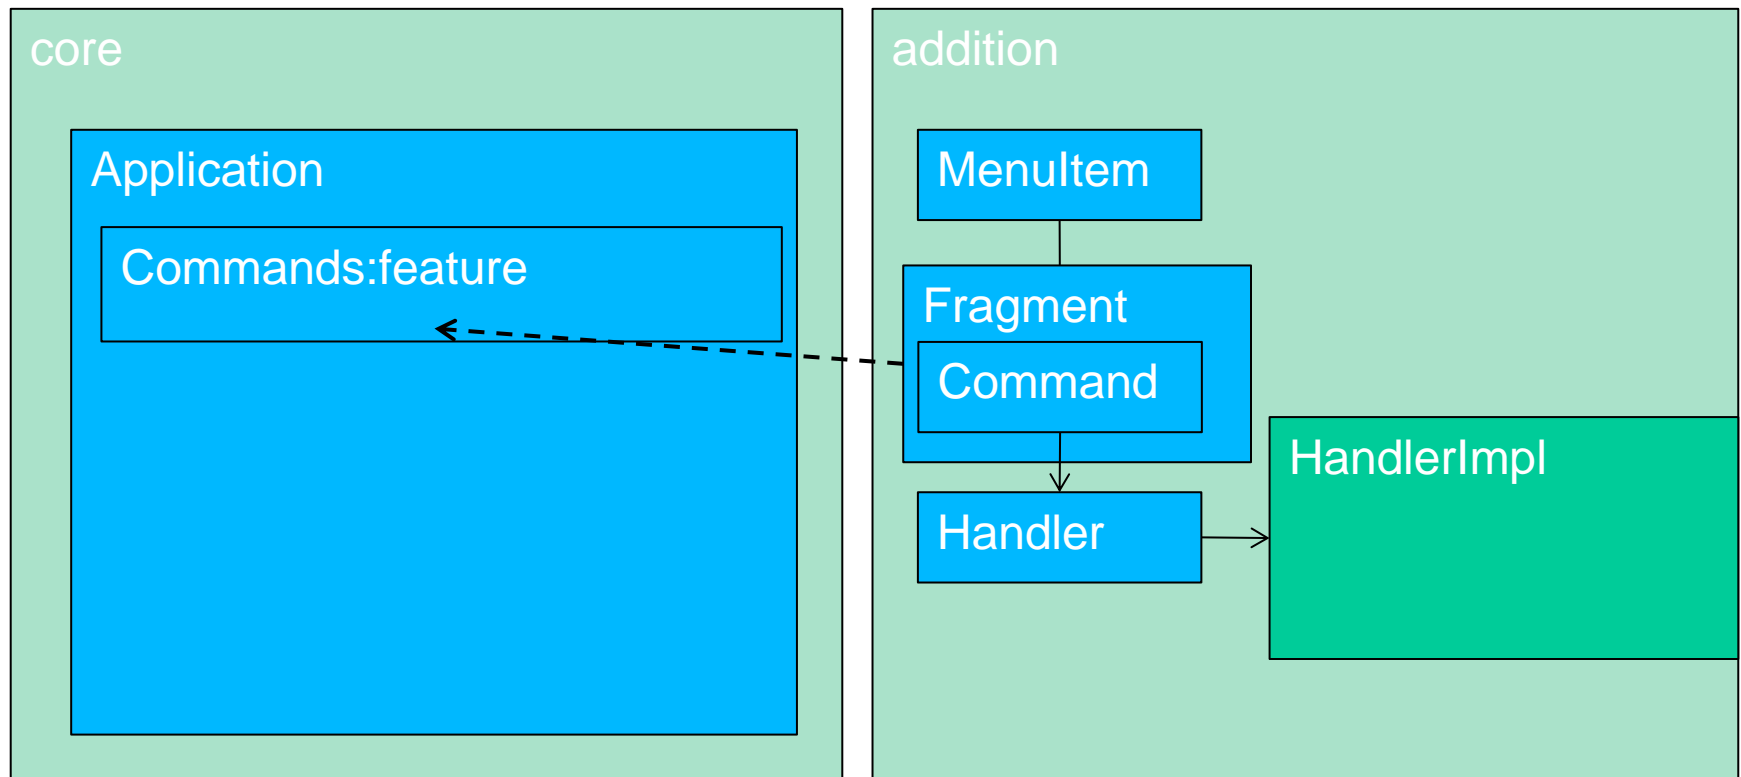 core
Application
Commands:feature
addition
MenuItem
Fragment
Command
Handler
HandlerImpl